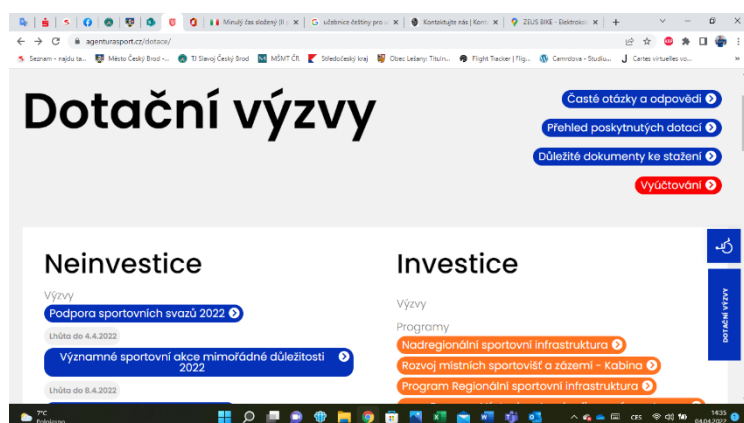 Minulý čas složený (II
učebnice češtiny pro
Kontaktujte nás | Kont
ZEUS BIKE - Elektrokol
agenturasport.cz/dotace/
Seznam - najdu ta...
Město Český Brod -...
TJ Slavoj Český Brod
MŠMT ČR
Středočeský kraj
Obec Lešany: Tituln...
Flight Tracker | Flig...
Camrdova - Studiu...
Cartes virtuelles vo...
Dotační výzvy
Časté otázky a odpovědi
Přehled poskytnutých dotací
Důležité dokumenty ke stažení
Vyúčtování
Neinvestice
Výzvy
Podpora sportovních svazů 2022
Lhůta do 4.4.2022
Významné sportovní akce mimořádné důležitosti
2022
Lhůta do 8.4.2022
Investice
Výzvy
Programy
Nadregionální sportovní infrastruktura
Rozvoj místních sportovišť a zázemí - Kabina
Program Regionální sportovní infrastruktura
DOTAČNÍ VÝZVY
7°C
Polojasno
CES
14:35
04.04.2022